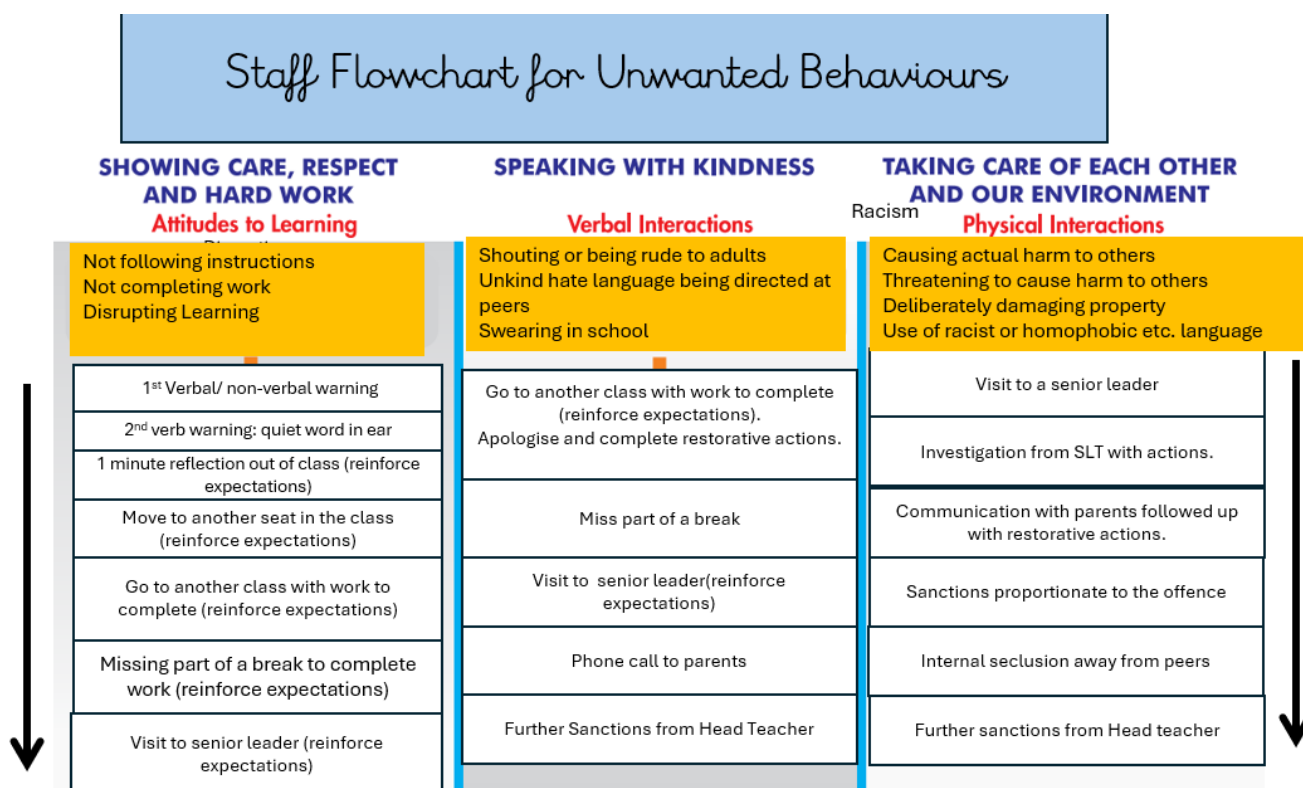 Staff Flowchart for Unwanted Behaviours
SHOWING CARE, RESPECT
AND HARD WORK
Attitudes to Learning
Not following instructions
Not completing work
Disrupting Learning
1st Verbal/ non-verbal warning
2nd verb warning: quiet word in ear
1 minute reflection out of class (reinforce
expectations)
Move to another seat in the class
(reinforce expectations)
Go to another class with work to
complete (reinforce expectations)
Missing part of a break to complete
work (reinforce expectations)
Visit to senior leader (reinforce
expectations)
SPEAKING WITH KINDNESS
Verbal Interactions
Shouting or being rude to adults
Unkind hate language being directed at
peers
Swearing in school
Go to another class with work to complete
(reinforce expectations).
Apologise and complete restorative actions.
Miss part of a break
Visit to  senior leader(reinforce
expectations)
Phone call to parents
Further Sanctions from Head Teacher
TAKING CARE OF EACH OTHER
AND OUR ENVIRONMENT
Racism
Physical Interactions
Causing actual harm to others
Threatening to cause harm to others
Deliberately damaging property
Use of racist or homophobic etc. language
Visit to a senior leader
Investigation from SLT with actions.
Communication with parents followed up
with restorative actions.
Sanctions proportionate to the offence
Internal seclusion away from peers
Further sanctions from Head teacher